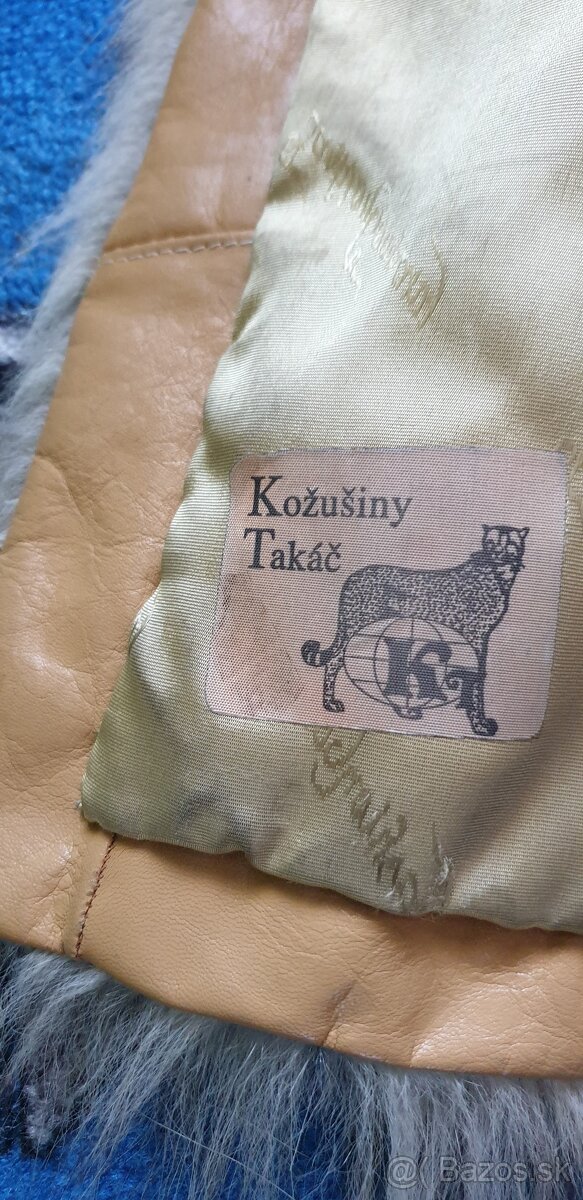 Kožušiny
Takáč
KT
@( Bazos.sk